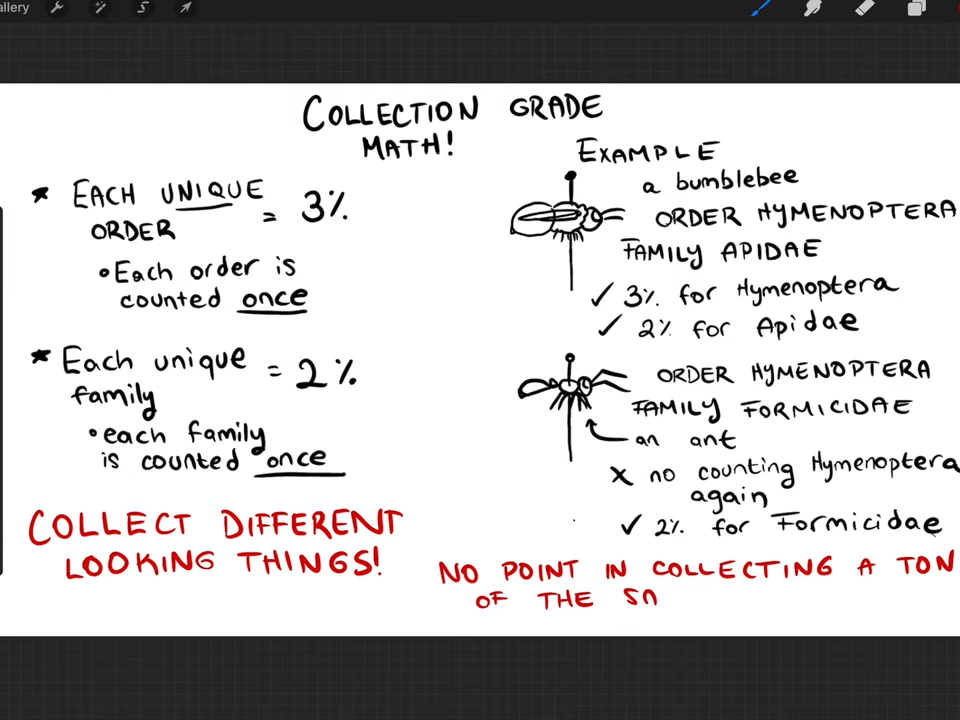 allery
COLLECTION GRADE
MATH!
* EACH UNIQUE = 3%
ORDER
• Each order is
counted once
* Each unique = 2%
family
• each family
is counted once
COLLECT DIFFERENT
LOOKING THINGS!
EXAMPLE
a bumblebee
ORDER HYMENOPTERA
FAMILY APIDAE
✓ 3% for Hymenoptera
✓ 2% for Apidae
ORDER HYMENOPTERA
FAMILY FORMICIDAE
an ant
x no counting Hymenoptera
again
✓ 2% for Formicidae
NO POINT IN COLLECTING A TON
OF THE SA